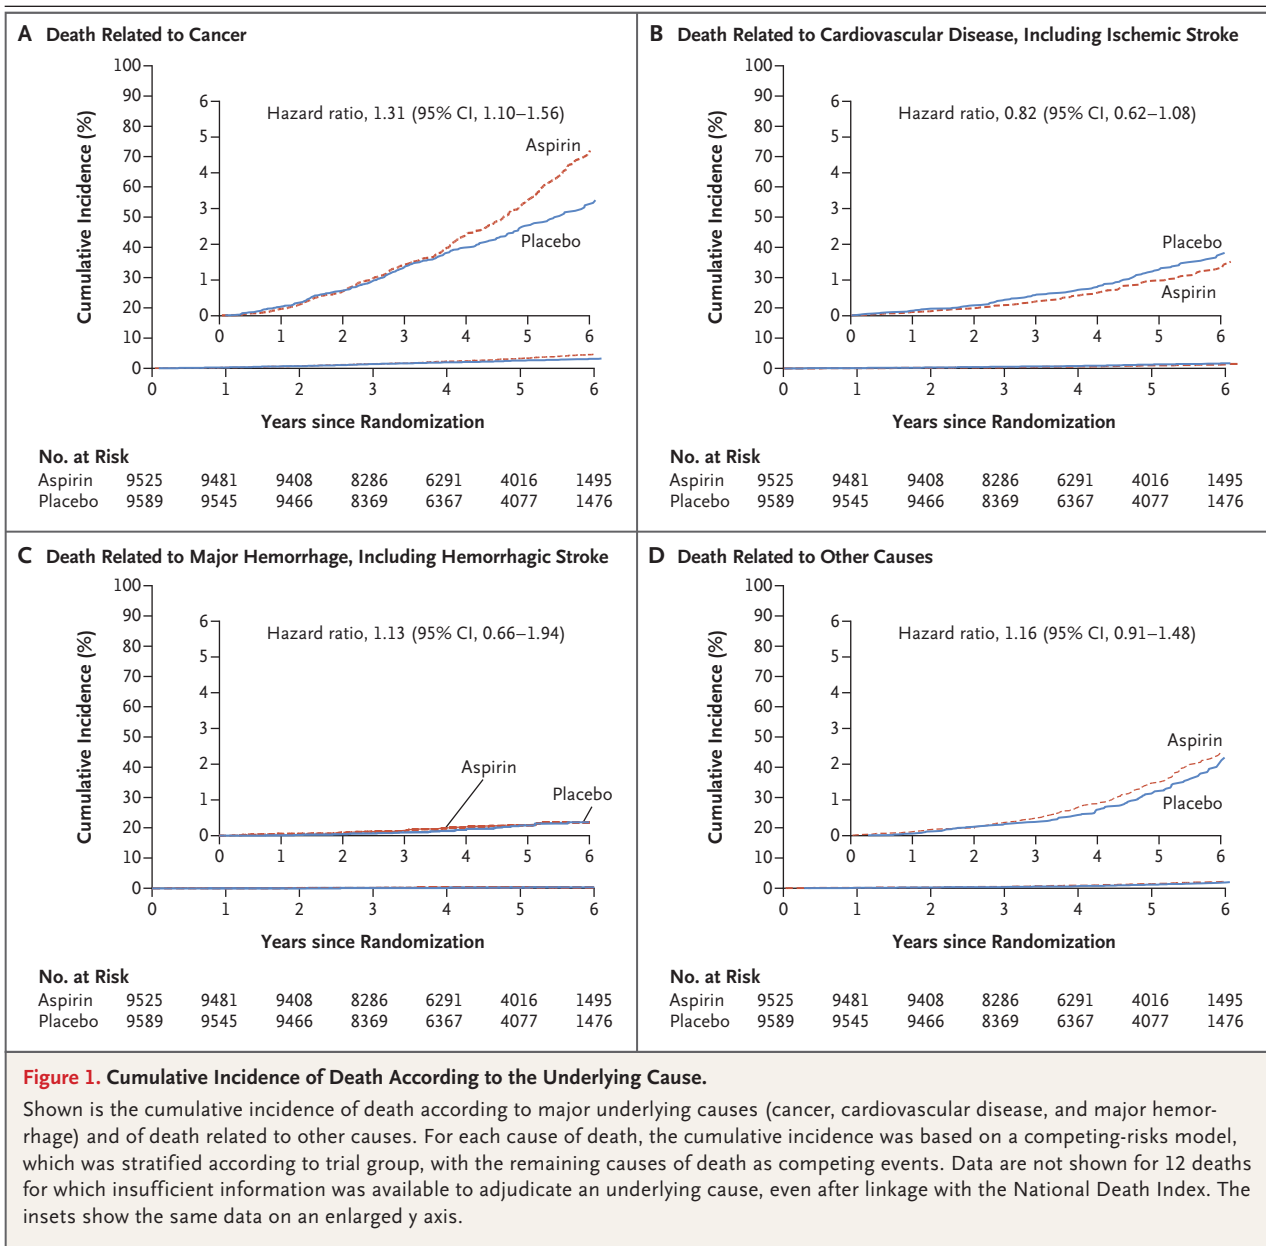 A Death Related to Cancer
100
90
80
70
60
50
40
30
20
10
0
Cumulative Incidence (%)
6
5
4
3
2
1
0
Hazard ratio, 1.31 (95% CI, 1.10–1.56)
Aspirin
Placebo
0 1 2 3 4 5 6
0 1 2 3 4 5 6
Years since Randomization
No. at Risk
Aspirin 9525 9481 9408 8286 6291 4016 1495
Placebo 9589 9545 9466 8369 6367 4077 1476
B Death Related to Cardiovascular Disease, Including Ischemic Stroke
100
90
80
70
60
50
40
30
20
10
0
Cumulative Incidence (%)
6
5
4
3
2
1
0
Hazard ratio, 0.82 (95% CI, 0.62–1.08)
Placebo
Aspirin
0 1 2 3 4 5 6
0 1 2 3 4 5 6
Years since Randomization
No. at Risk
Aspirin 9525 9481 9408 8286 6291 4016 1495
Placebo 9589 9545 9466 8369 6367 4077 1476
C Death Related to Major Hemorrhage, Including Hemorrhagic Stroke
100
90
80
70
60
50
40
30
20
10
0
Cumulative Incidence (%)
6
5
4
3
2
1
0
Hazard ratio, 1.13 (95% CI, 0.66–1.94)
Aspirin
Placebo
0 1 2 3 4 5 6
0 1 2 3 4 5 6
Years since Randomization
No. at Risk
Aspirin 9525 9481 9408 8286 6291 4016 1495
Placebo 9589 9545 9466 8369 6367 4077 1476
D Death Related to Other Causes
100
90
80
70
60
50
40
30
20
10
0
Cumulative Incidence (%)
6
5
4
3
2
1
0
Hazard ratio, 1.16 (95% CI, 0.91–1.48)
Aspirin
Placebo
0 1 2 3 4 5 6
0 1 2 3 4 5 6
Years since Randomization
No. at Risk
Aspirin 9525 9481 9408 8286 6291 4016 1495
Placebo 9589 9545 9466 8369 6367 4077 1476
Figure 1. Cumulative Incidence of Death According to the Underlying Cause.
Shown is the cumulative incidence of death according to major underlying causes (cancer, cardiovascular disease, and major hemor-
rhage) and of death related to other causes. For each cause of death, the cumulative incidence was based on a competing-risks model,
which was stratified according to trial group, with the remaining causes of death as competing events. Data are not shown for 12 deaths
for which insufficient information was available to adjudicate an underlying cause, even after linkage with the National Death Index. The
insets show the same data on an enlarged y axis.